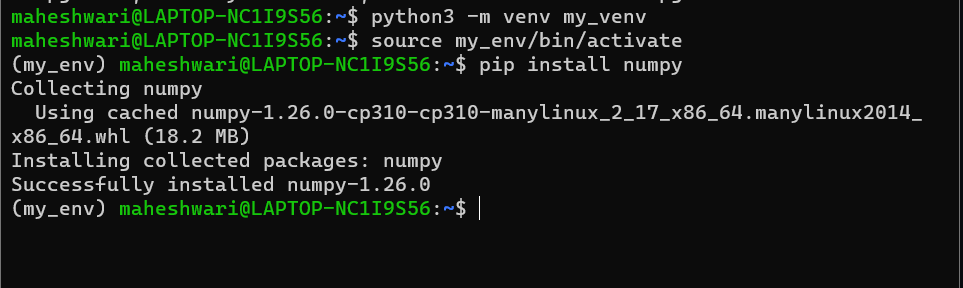 maheshwari@LAPTOP-NC1I9S56:~$ python3 -m venv my_venv
maheshwari@LAPTOP-NC1I9S56:~$ source my_env/bin/activate
(my_env) maheshwari@LAPTOP-NC1I9S56:~$ pip install numpy
Collecting numpy
  Using cached numpy-1.26.0-cp310-cp310-manylinux_2_17_x86_64.manylinux2014_
x86_64.whl (18.2 MB)
Installing collected packages: numpy
Successfully installed numpy-1.26.0
(my_env) maheshwari@LAPTOP-NC1I9S56:~$